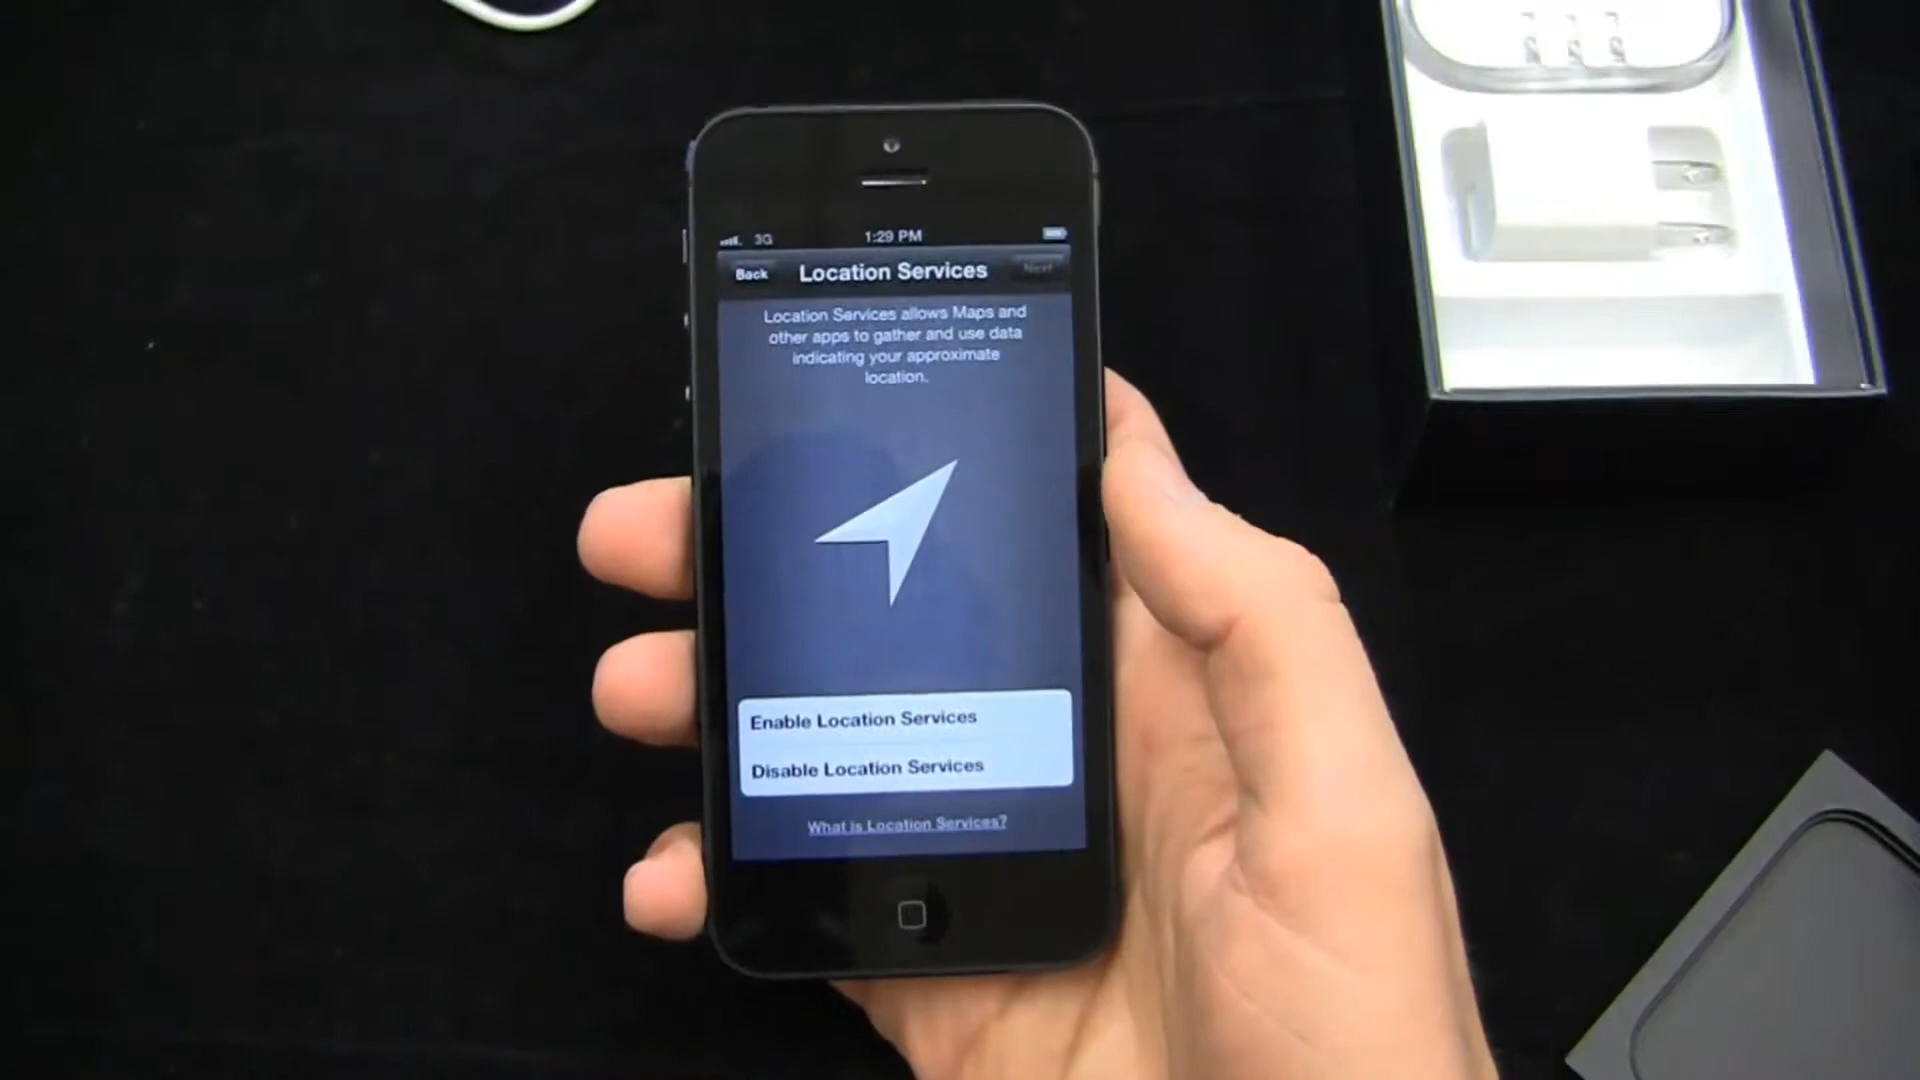 3G 1:29 PM
Back Location Services Next
Location Services allows Maps and
other apps to gather and use data
indicating your approximate
location.
Enable Location Services
Disable Location Services
What is Location Services?